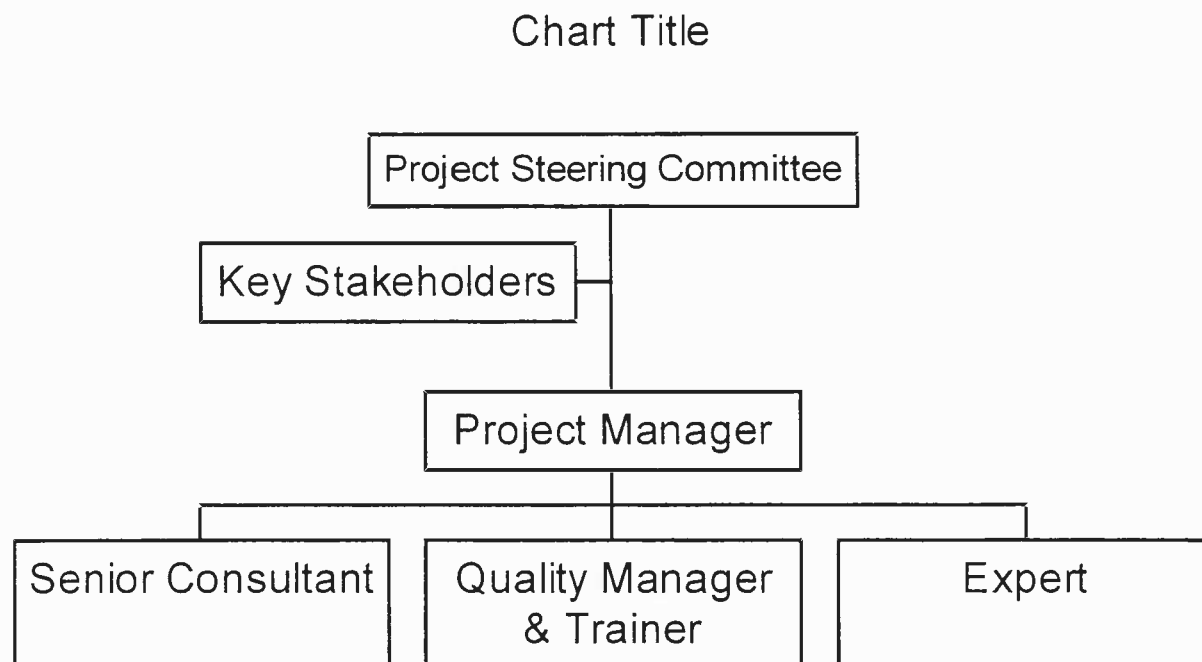 Chart Title
Project Steering Committee
Key Stakeholders
Project Manager
Senior Consultant
Quality Manager
& Trainer
Expert